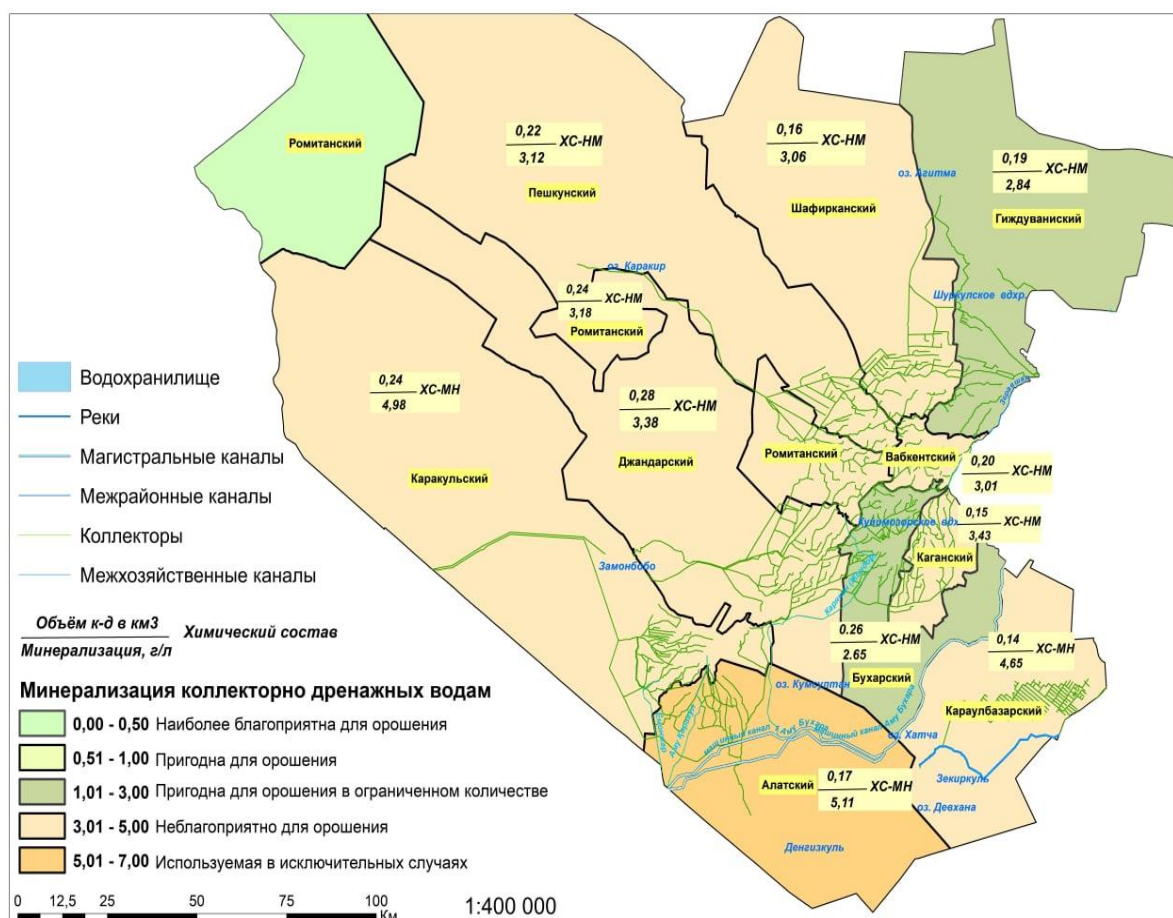 Ромитанский
0,22
3,12
ХС-НМ
Пешкунский
0,16
3,06
ХС-НМ
Шафирканский
оз. Агитма
0,19
2,84
ХС-НМ
Гиждуваниский
оз. Каракир
0,24
3,18
ХС-НМ
Ромитанский
Шуркулское вдхр.
0,24
4,98
ХС-МН
Каракульский
0,28
3,38
ХС-НМ
Джандарский
Ромитанский
Вабкентский
0,20
3,01
ХС-НМ
0,15
3,43
ХС-НМ
Каганский
Замонбобо
0.26
2.65
ХС-НМ
Бухарский
0,14
4,65
ХС-МН
Караулбазарский
оз. Хатча
Зекиркуль
оз. Девхана
Алатский
0,17
5,11
ХС-МН
Денгизкуль
Водохранилище
Реки
Магистральные каналы
Межрайонные каналы
Коллекторы
Межхозяйственные каналы
Объём к-д в км3
Минерализация, г/л
Химический состав
Минерализация коллекторно дренажных водам
0,00 - 0,50 Наиболее благоприятна для орошения
0,51 - 1,00 Пригодна для орошения
1,01 - 3,00 Пригодна для орошения в ограниченном количестве
3,01 - 5,00 Неблагоприятно для орошения
5,01 - 7,00 Используемая в исключительных случаях
0 12,5 25 50 75 100
Км
1:400 000